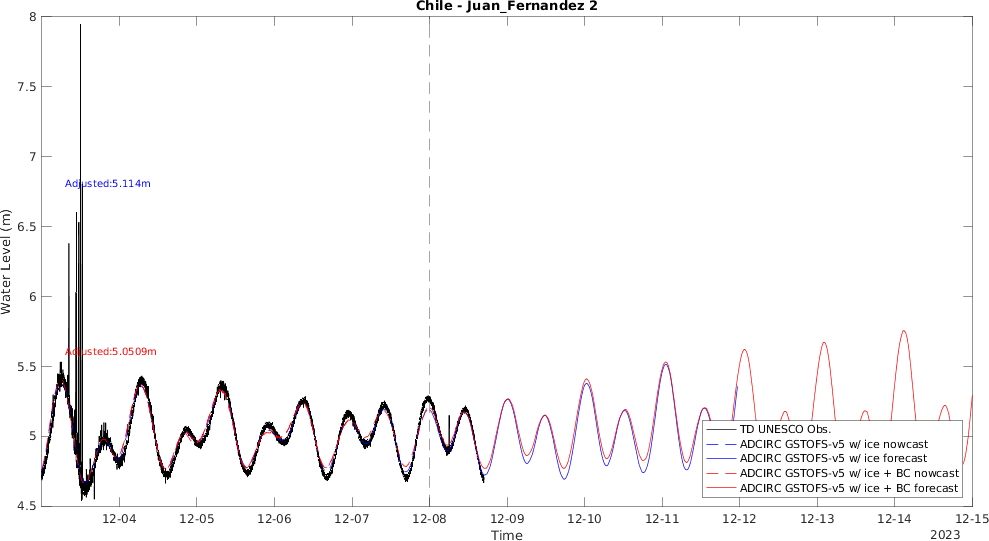 Chile - Juan_Fernandez 2
8
7.5
7
6.5
6
5.5
5
4.5
Water Level (m)
Adjusted:5.114m
Adjusted:5.0509m
TD UNESCO Obs.
ADCIRC GSTOFS-v5 w/ ice nowcast
ADCIRC GSTOFS-v5 w/ ice forecast
ADCIRC GSTOFS-v5 w/ ice + BC nowcast
ADCIRC GSTOFS-v5 w/ ice + BC forecast
12-04 12-05 12-06 12-07 12-08 12-09 12-10 12-11 12-12 12-13 12-14 12-15
Time
2023